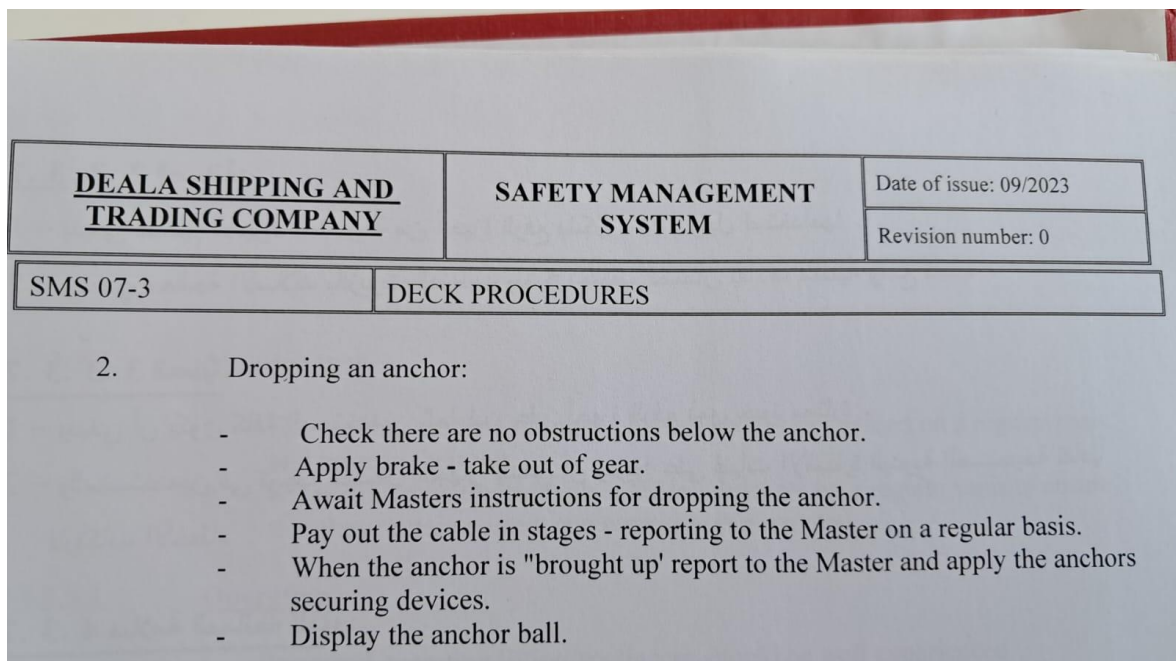 DEALA SHIPPING AND
TRADING COMPANY
SAFETY MANAGEMENT
SYSTEM
Date of issue: 09/2023
Revision number: 0
SMS 07-3
DECK PROCEDURES
2. Dropping an anchor:
- Check there are no obstructions below the anchor.
- Apply brake - take out of gear.
- Await Masters instructions for dropping the anchor.
- Pay out the cable in stages - reporting to the Master on a regular basis.
- When the anchor is "brought up' report to the Master and apply the anchors
securing devices.
- Display the anchor ball.